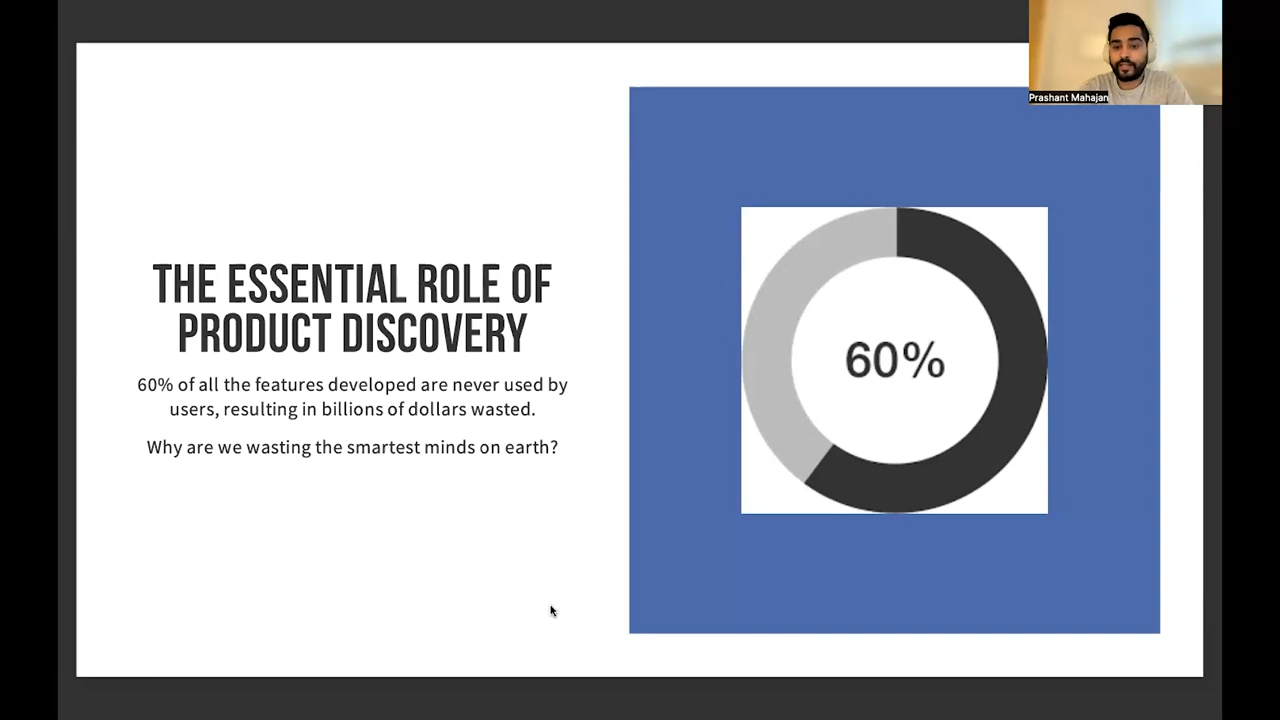 Prashant Mahajan
THE ESSENTIAL ROLE OF
PRODUCT DISCOVERY
60% of all the features developed are never used by
users, resulting in billions of dollars wasted.
Why are we wasting the smartest minds on earth?
60%